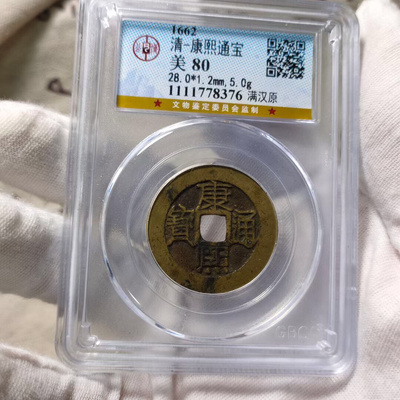 1662
清-康熙通宝
美 80
28.0*1.2mm,5.0g
1111778376 满汉原
★ 文物鉴定委员会监制 ★
康
寳 通
熙